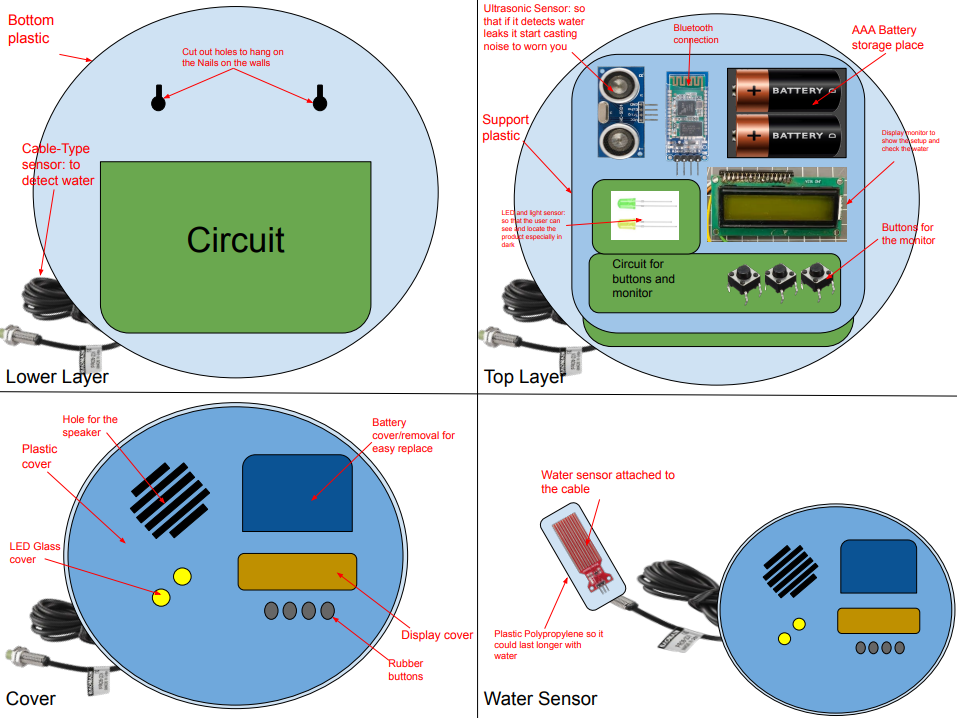 Bottom
plastic
Cut out holes to hang on
the Nails on the walls
Cable-Type
sensor: to
detect water
Circuit
Lower Layer
Ultrasonic Sensor: so
that if it detects water
leaks it start casting
noise to worn you
Bluetooth
connection
AAA Battery
storage place
BATTERY
BATTERY
Support
plastic
Display monitor to
show the setup and
check the water
LED and light sensor:
so that the user can
see and locate the
product especially in
dark
Buttons for
the monitor
Circuit for
buttons and
monitor
Top Layer
Hole for the
speaker
Plastic
cover
Battery
cover/removal for
easy replace
LED Glass
cover
Display cover
Rubber
buttons
Cover
Water sensor attached to
the cable
Plastic Polypropylene so it
could last longer with
water
Water Sensor